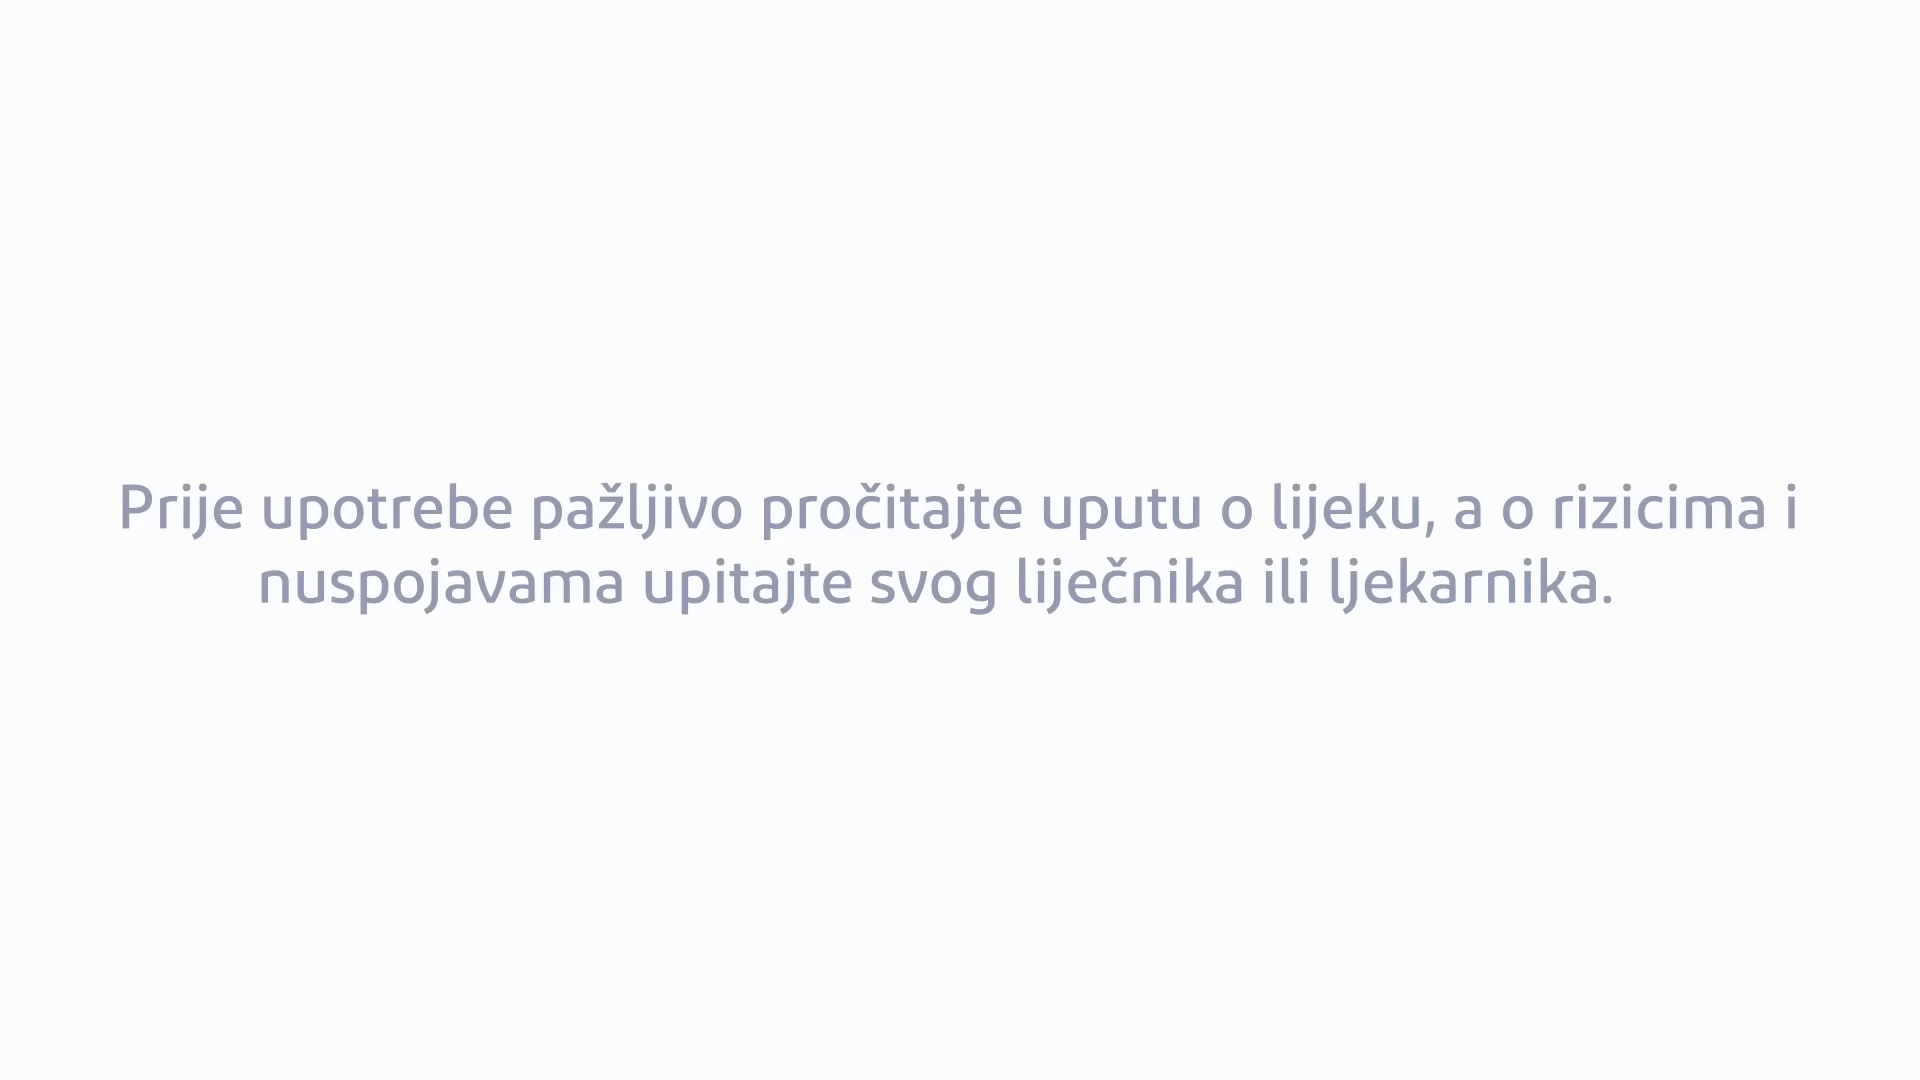 Prije upotrebe pažljivo pročitajte uputu o lijeku, a o rizicima i
nuspojavama upitajte svog liječnika ili ljekarnika.